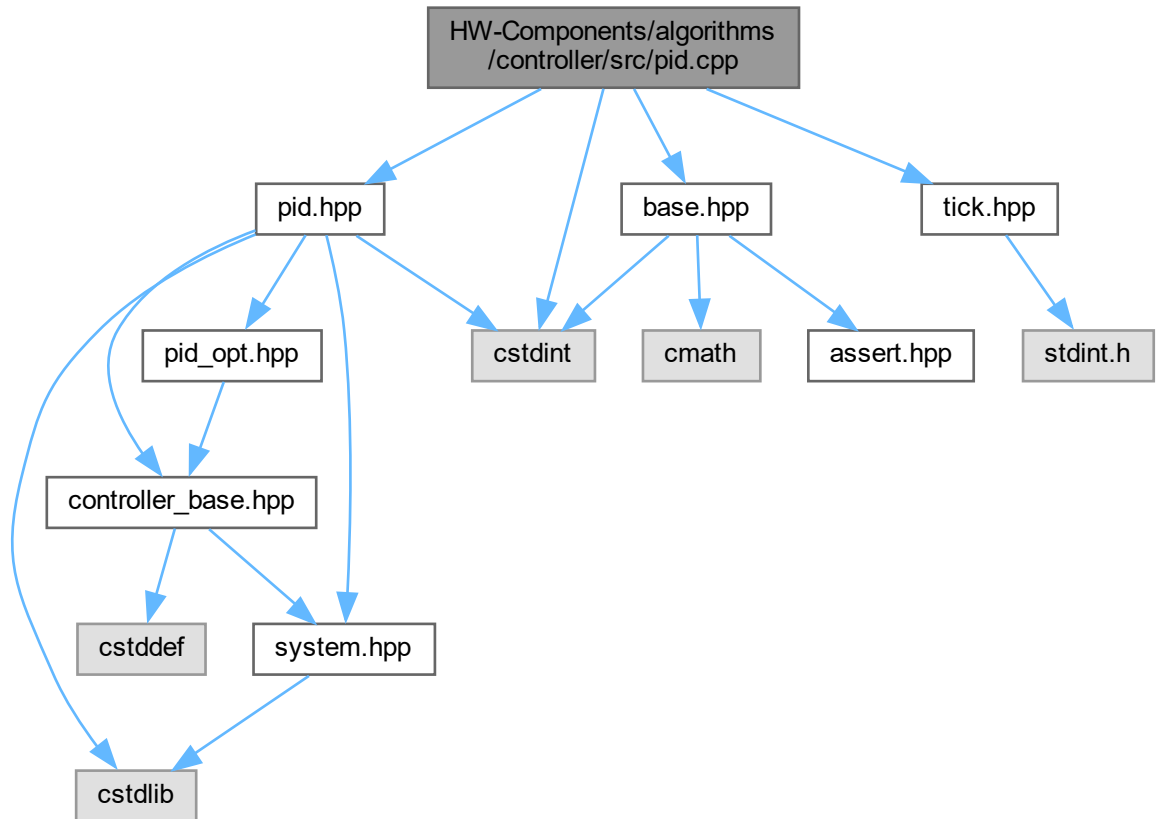 HW-Components/algorithms
/controller/src/pid.cpp
pid.hpp
base.hpp
tick.hpp
pid_opt.hpp
cstdint
cmath
assert.hpp
stdint.h
controller_base.hpp
cstddef
system.hpp
cstdlib